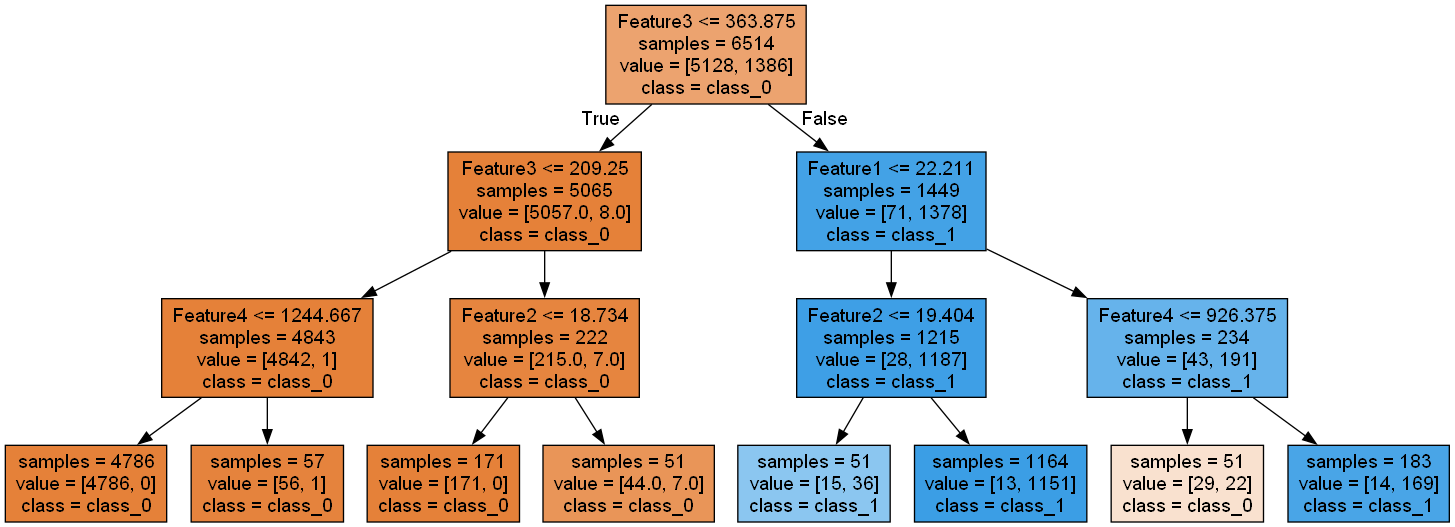 Feature3 <= 363.875
samples = 6514
value = [5128, 1386]
class = class_0
True
False
Feature3 <= 209.25
samples = 5065
value = [5057.0, 8.0]
class = class_0
Feature1 <= 22.211
samples = 1449
value = [71, 1378]
class = class_1
Feature4 <= 1244.667
samples = 4843
value = [4842, 1]
class = class_0
Feature2 <= 18.734
samples = 222
value = [215.0, 7.0]
class = class_0
Feature2 <= 19.404
samples = 1215
value = [28, 1187]
class = class_1
Feature4 <= 926.375
samples = 234
value = [43, 191]
class = class_1
samples = 4786
value = [4786, 0]
class = class_0
samples = 57
value = [56, 1]
class = class_0
samples = 171
value = [171, 0]
class = class_0
samples = 51
value = [44.0, 7.0]
class = class_0
samples = 51
value = [15, 36]
class = class_1
samples = 1164
value = [13, 1151]
class = class_1
samples = 51
value = [29, 22]
class = class_0
samples = 183
value = [14, 169]
class = class_1